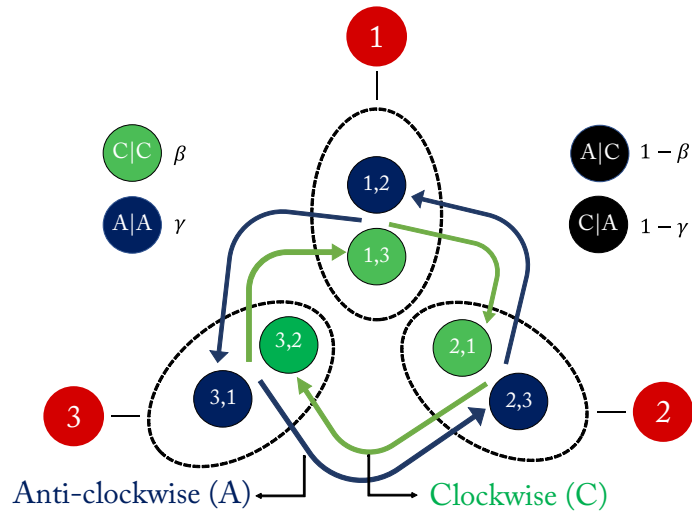 1
C|C β
A|C 1 − β
1,2
A|A γ
C|A 1 − γ
1,3
3,2
2,1
3,1
2,3
3
2
Anti-clockwise (A)
Clockwise (C)